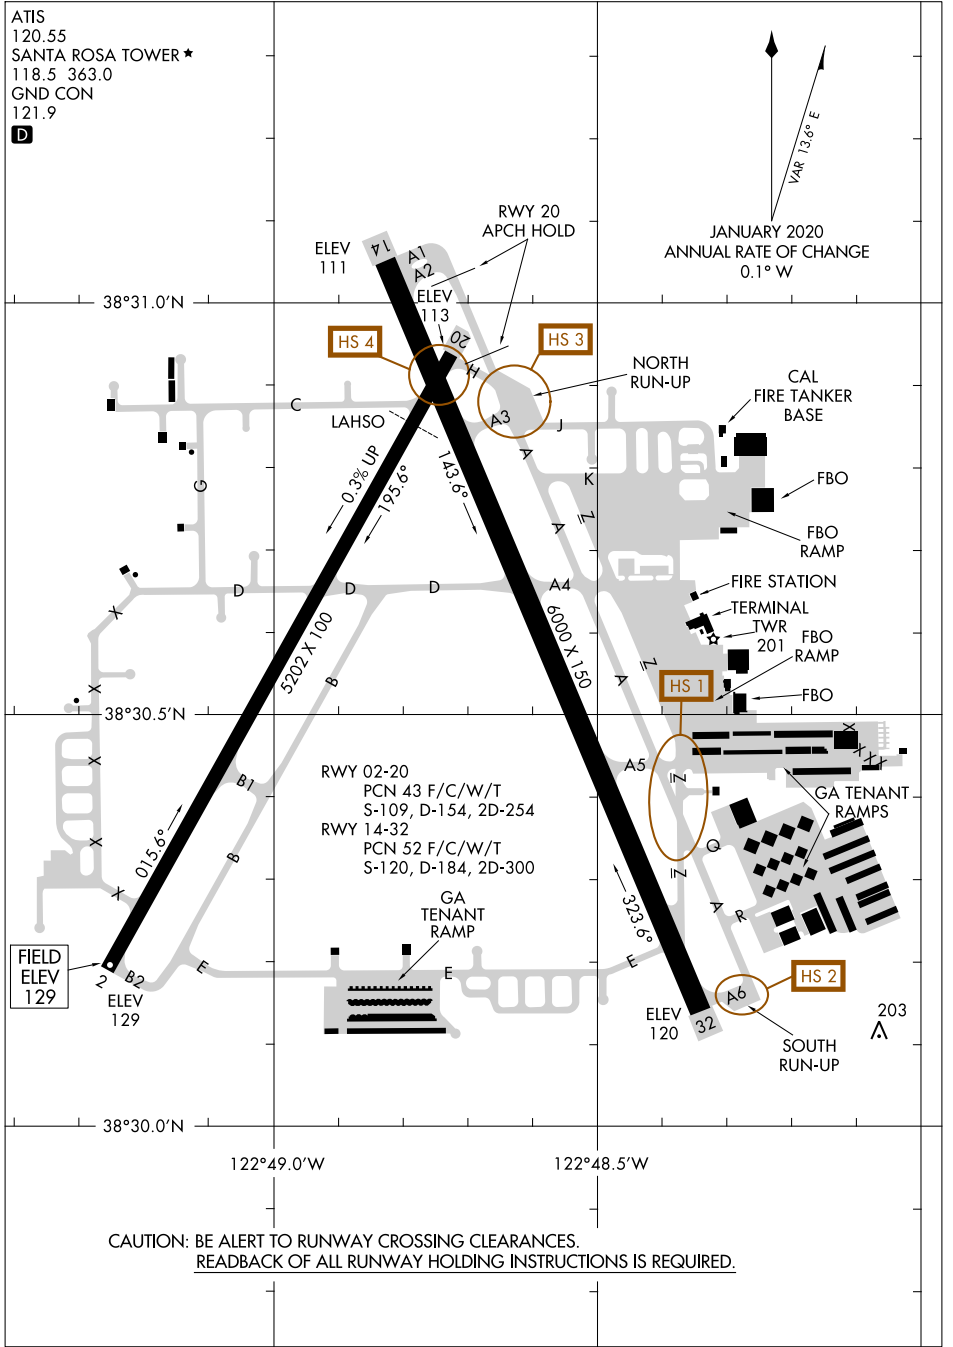 ATIS
120.55
SANTA ROSA TOWER ★
118.5 363.0
GND CON
121.9
D
VAR 13.6° E
JANUARY 2020
ANNUAL RATE OF CHANGE
0.1° W
RWY 20
APCH HOLD
ELEV
111
14
A1
A2
38°31.0'N
ELEV
113
20
HS 4
HS 3
H
NORTH
RUN-UP
CAL
FIRE TANKER
BASE
C
LAHSO
A3
J
A
K
FBO
G
0.3% UP
195.6°
143.6°
A
Z
FBO
RAMP
D
D
D
A4
FIRE STATION
TERMINAL
TWR
201
X
5202 X 100
6000 X 150
FBO
RAMP
B
Z
A
HS 1
FBO
X
38°30.5'N
X
X
X
X
X
A5
Z
B1
RWY 02-20
PCN 43 F/C/W/T
S-109, D-154, 2D-254
RWY 14-32
PCN 52 F/C/W/T
S-120, D-184, 2D-300
GA TENANT
RAMPS
015.6°
X
B
Q
Z
X
GA
TENANT
RAMP
323.6°
A
R
FIELD
ELEV
129
2
B2
ELEV
129
E
E
E
HS 2
A6
ELEV
120
32
203
SOUTH
RUN-UP
38°30.0'N
122°49.0'W
122°48.5'W
CAUTION: BE ALERT TO RUNWAY CROSSING CLEARANCES.
READBACK OF ALL RUNWAY HOLDING INSTRUCTIONS IS REQUIRED.